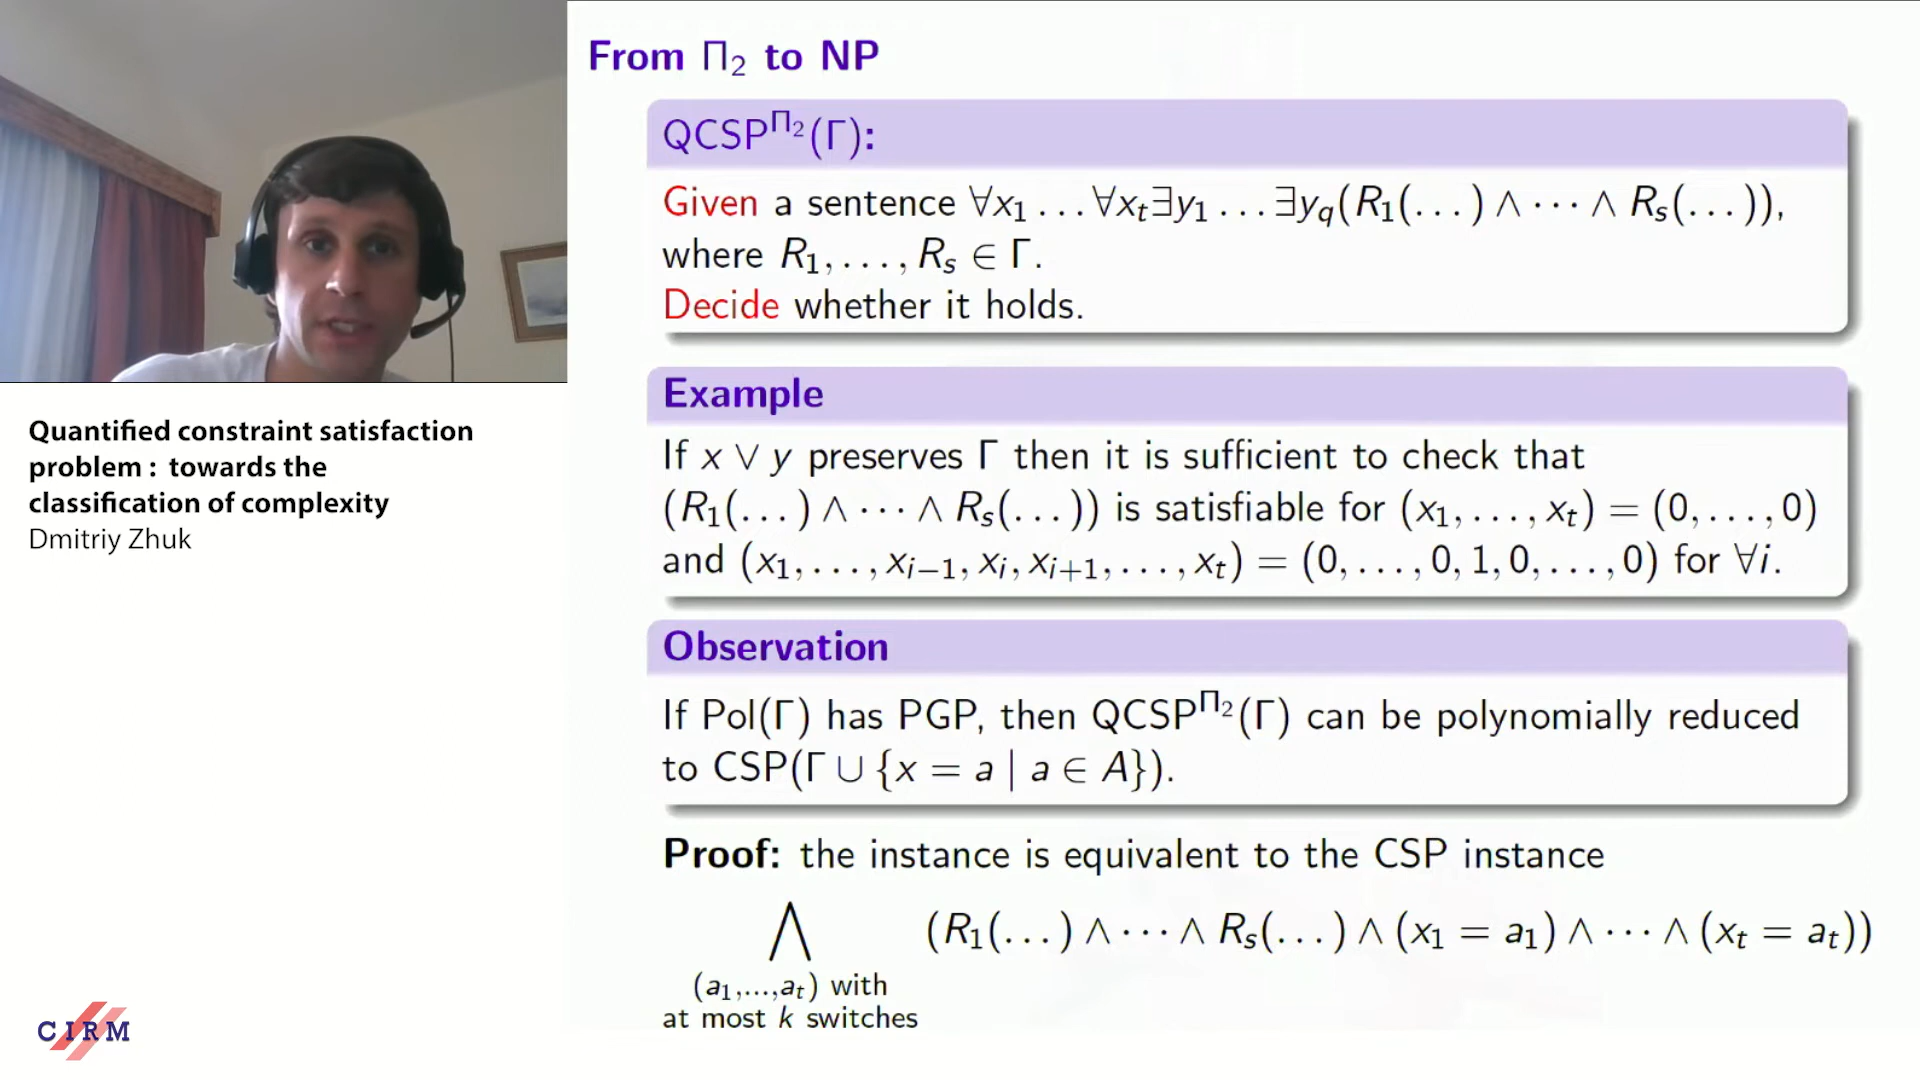 From Π₂ to NP
QCSP^Π₂(Γ):
Given a sentence ∀x₁ . . . ∀xₜ∃y₁ . . . ∃y_q(R₁(. . .) ∧ · · · ∧ Rₛ(. . .)),
where R₁, . . . , Rₛ ∈ Γ.
Decide whether it holds.
Example
If x ∨ y preserves Γ then it is sufficient to check that
(R₁(. . .) ∧ · · · ∧ Rₛ(. . .)) is satisfiable for (x₁, . . . , xₜ) = (0, . . . , 0)
and (x₁, . . . , xᵢ₋₁, xᵢ, xᵢ₊₁, . . . , xₜ) = (0, . . . , 0, 1, 0, . . . , 0) for ∀i.
Observation
If Pol(Γ) has PGP, then QCSP^Π₂(Γ) can be polynomially reduced
to CSP(Γ ∪ {x = a | a ∈ A}).
Proof: the instance is equivalent to the CSP instance
⋀ (R₁(. . .) ∧ · · · ∧ Rₛ(. . .) ∧ (x₁ = a₁) ∧ · · · ∧ (xₜ = aₜ))
(a₁,...,aₜ) with
at most k switches
Quantified constraint satisfaction
problem : towards the
classification of complexity
Dmitriy Zhuk
CIRM